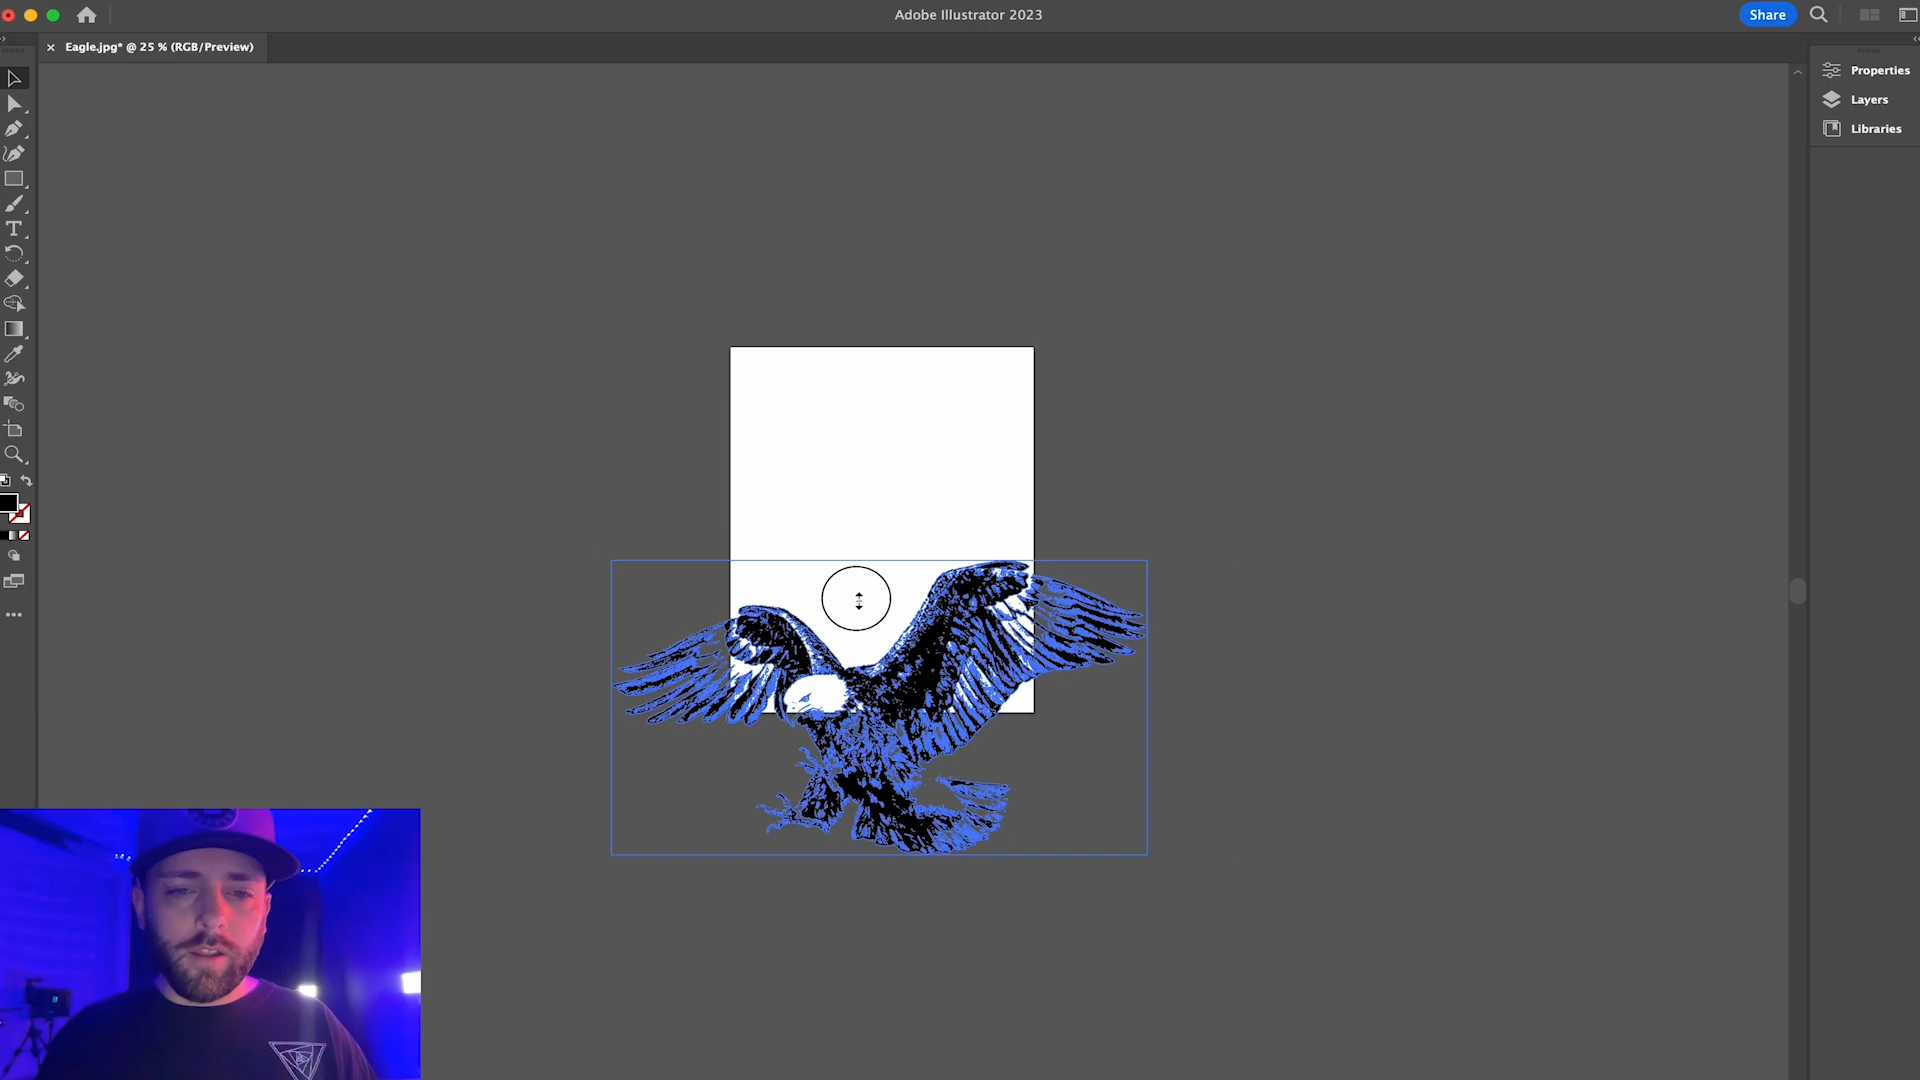 Adobe Illustrator 2023
Share
× Eagle.jpg* @ 25 % (RGB/Preview)
Properties
Layers
Libraries